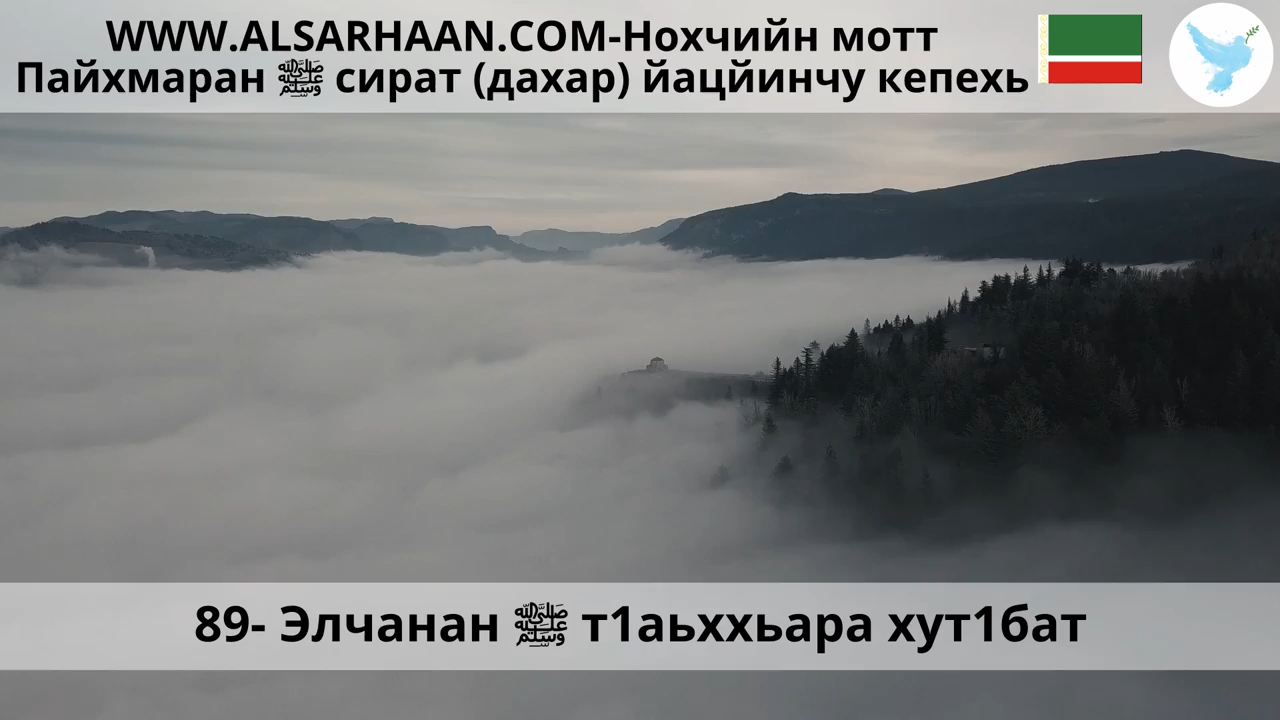 WWW.ALSARHAAN.COM-Нохчийн мотт
Пайхмаран ﷺ сират (дахар) йацйинчу кепехь
89- Элчанан ﷺ т1аьххьара хут1бат